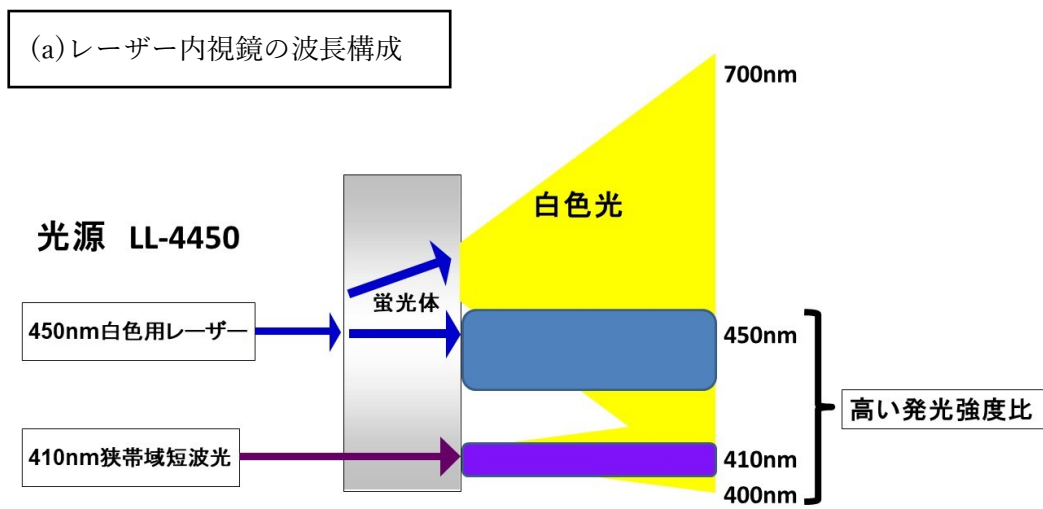 (a)レーザー内視鏡の波長構成
700nm
白色光
光源 LL-4450
蛍光体
450nm白色用レーザー
450nm
高い発光強度比
410nm狭帯域短波光
410nm
400nm